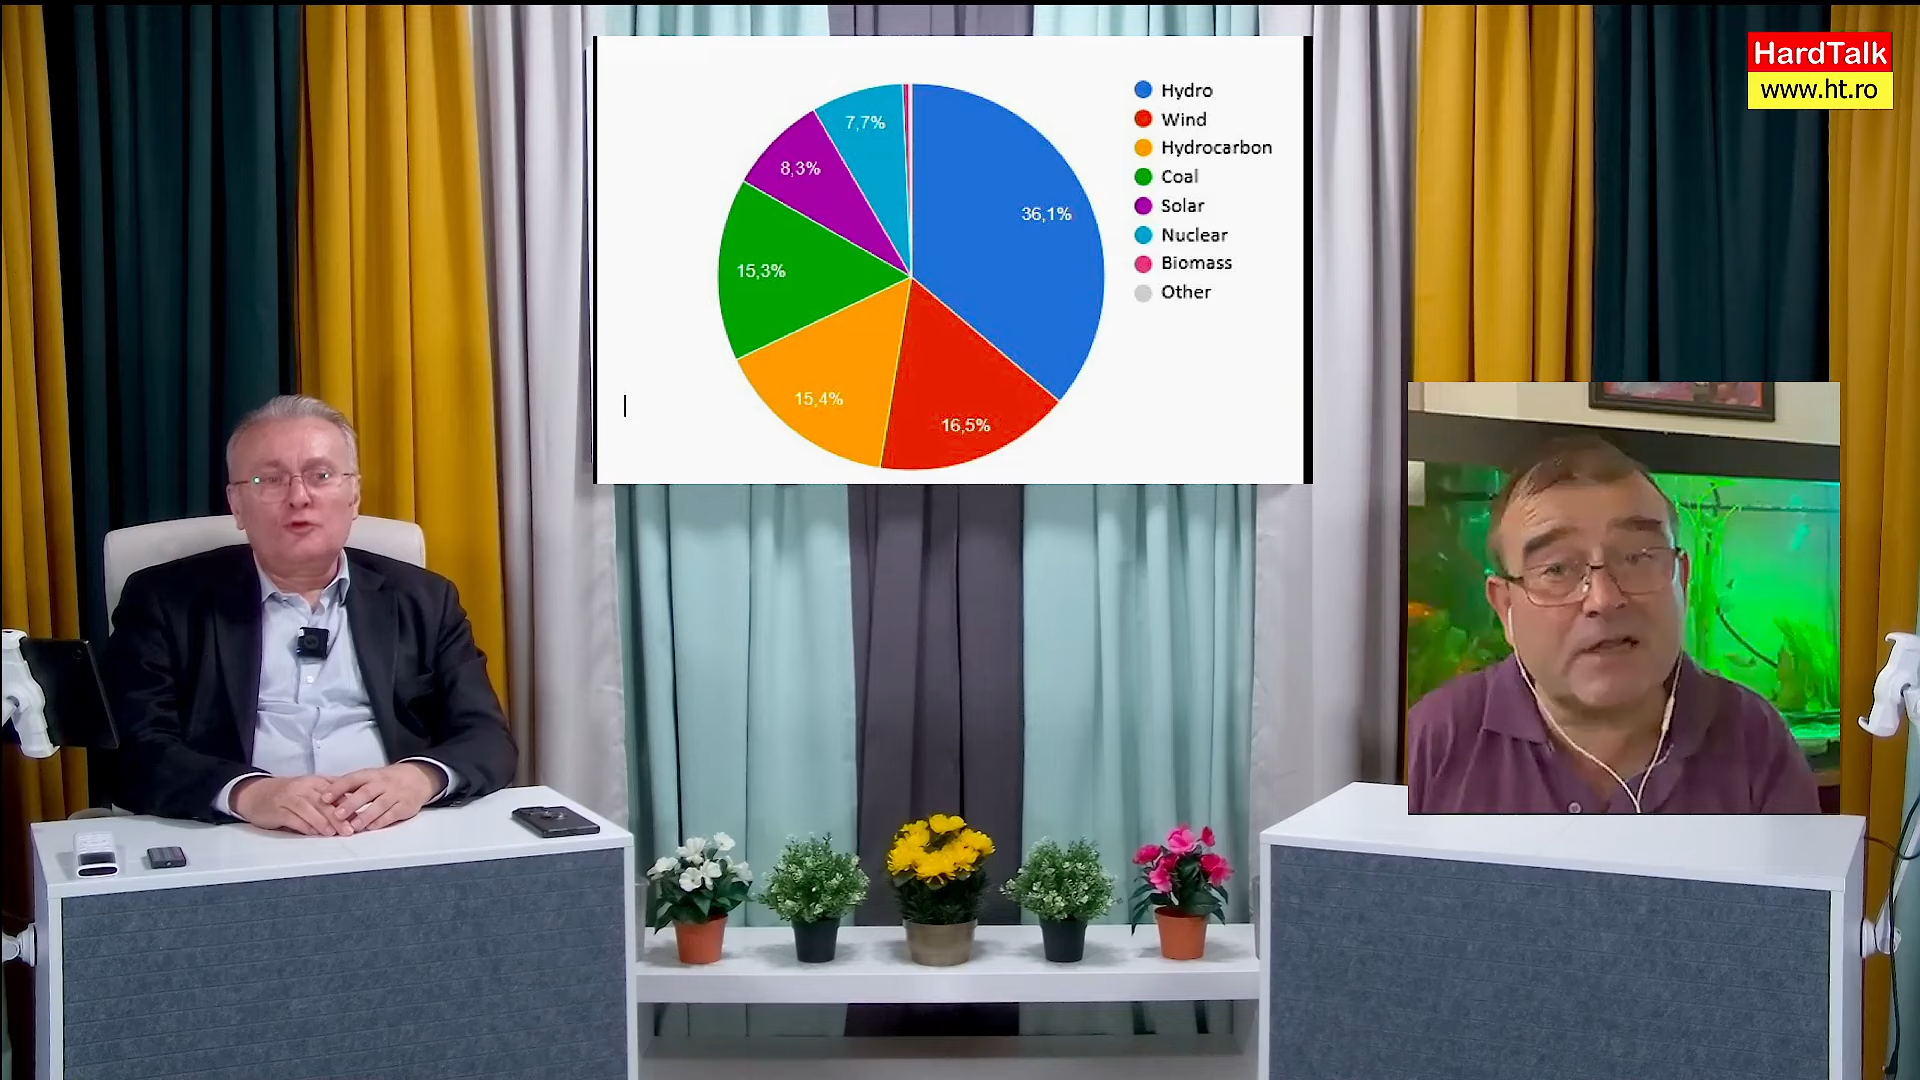 HardTalk
www.ht.ro
Hydro
Wind
Hydrocarbon
Coal
Solar
Nuclear
Biomass
Other
7,7%
8,3%
36,1%
15,3%
15,4%
16,5%